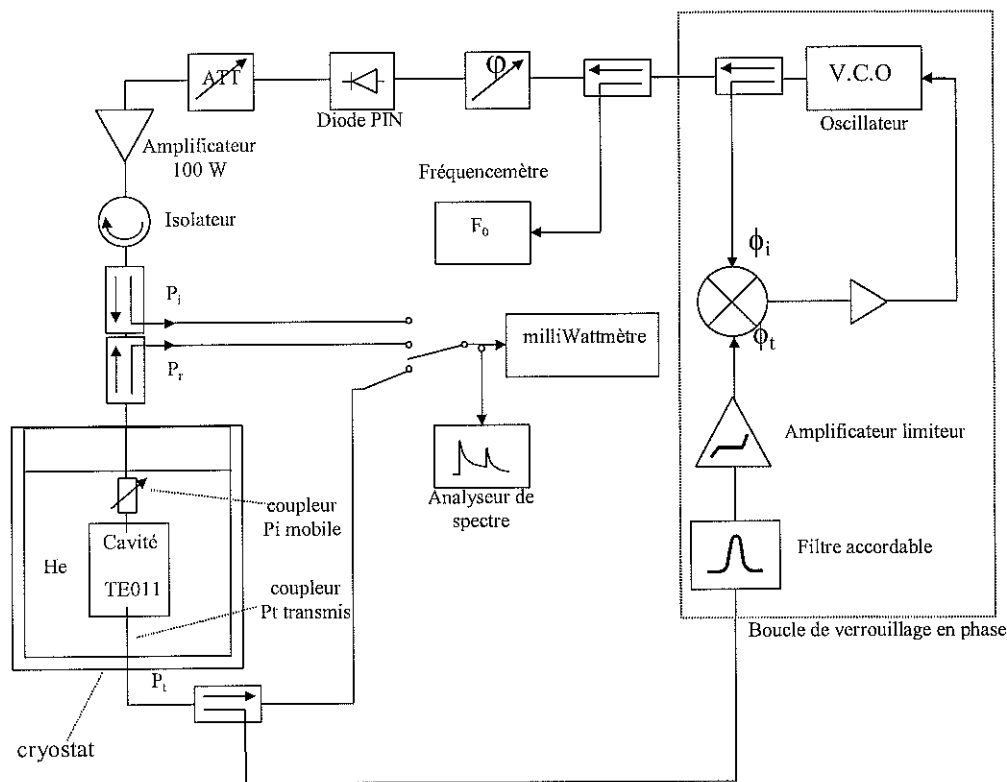 ATT
Diode PIN
φ
V.C.O
Oscillateur
Amplificateur
100 W
Fréquencemètre
F₀
Isolateur
ϕi
ϕt
Pi
Pr
milliWattmètre
Amplificateur limiteur
Analyseur de
spectre
coupleur
Pi mobile
Cavité
TE011
He
coupleur
Pt transmis
Filtre accordable
Boucle de verrouillage en phase
Pt
cryostat